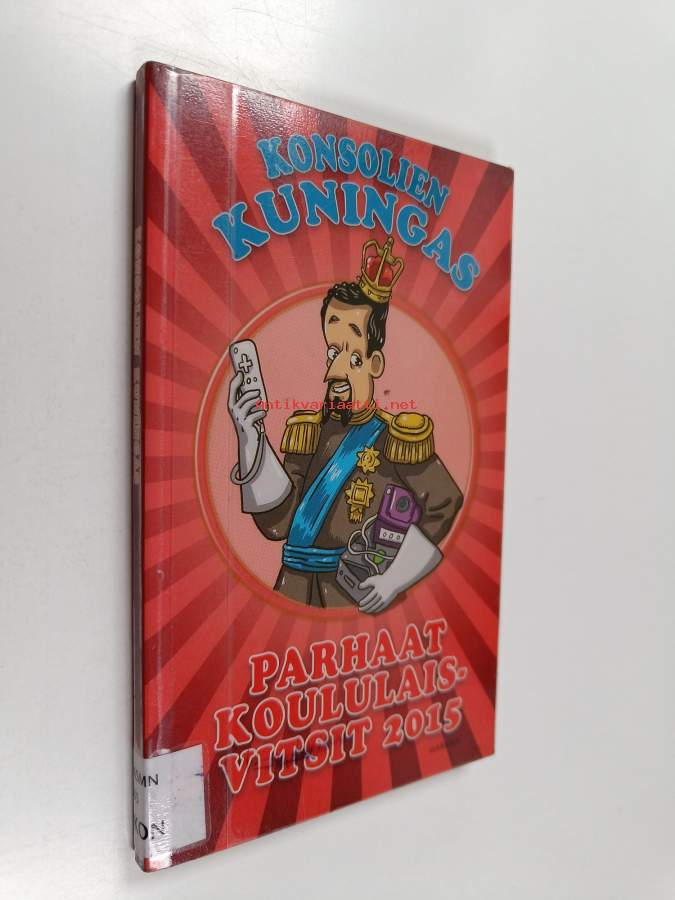 KONSOLIEN
KUNINGAS
antikvariaatti.net
PARHAAT
KOULULAIS-
VITSIT 2015